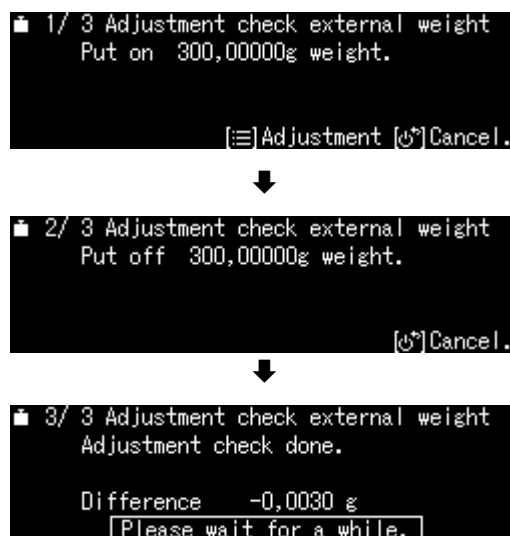 1/ 3 Adjustment check external weight
Put on 300,00000g weight.
[≔]Adjustment [⏻]Cancel.
2/ 3 Adjustment check external weight
Put off 300,00000g weight.
[⏻]Cancel.
3/ 3 Adjustment check external weight
Adjustment check done.
Difference -0,0030 g
Please wait for a while.